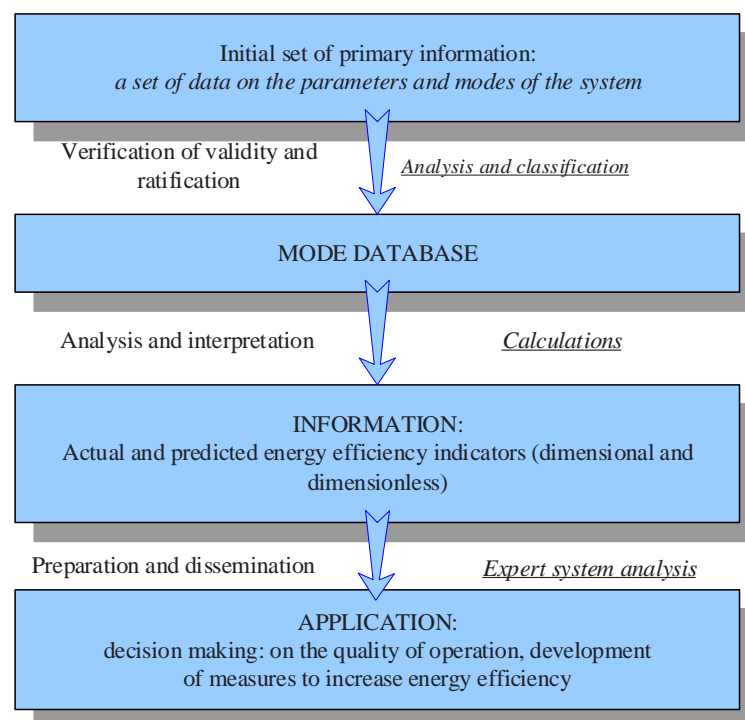 Initial set of primary information:
a set of data on the parameters and modes of the system
Verification of validity and
ratification
Analysis and classification
MODE DATABASE
Analysis and interpretation
Calculations
INFORMATION:
Actual and predicted energy efficiency indicators (dimensional and
dimensionless)
Preparation and dissemination
Expert system analysis
APPLICATION:
decision making: on the quality of operation, development
of measures to increase energy efficiency